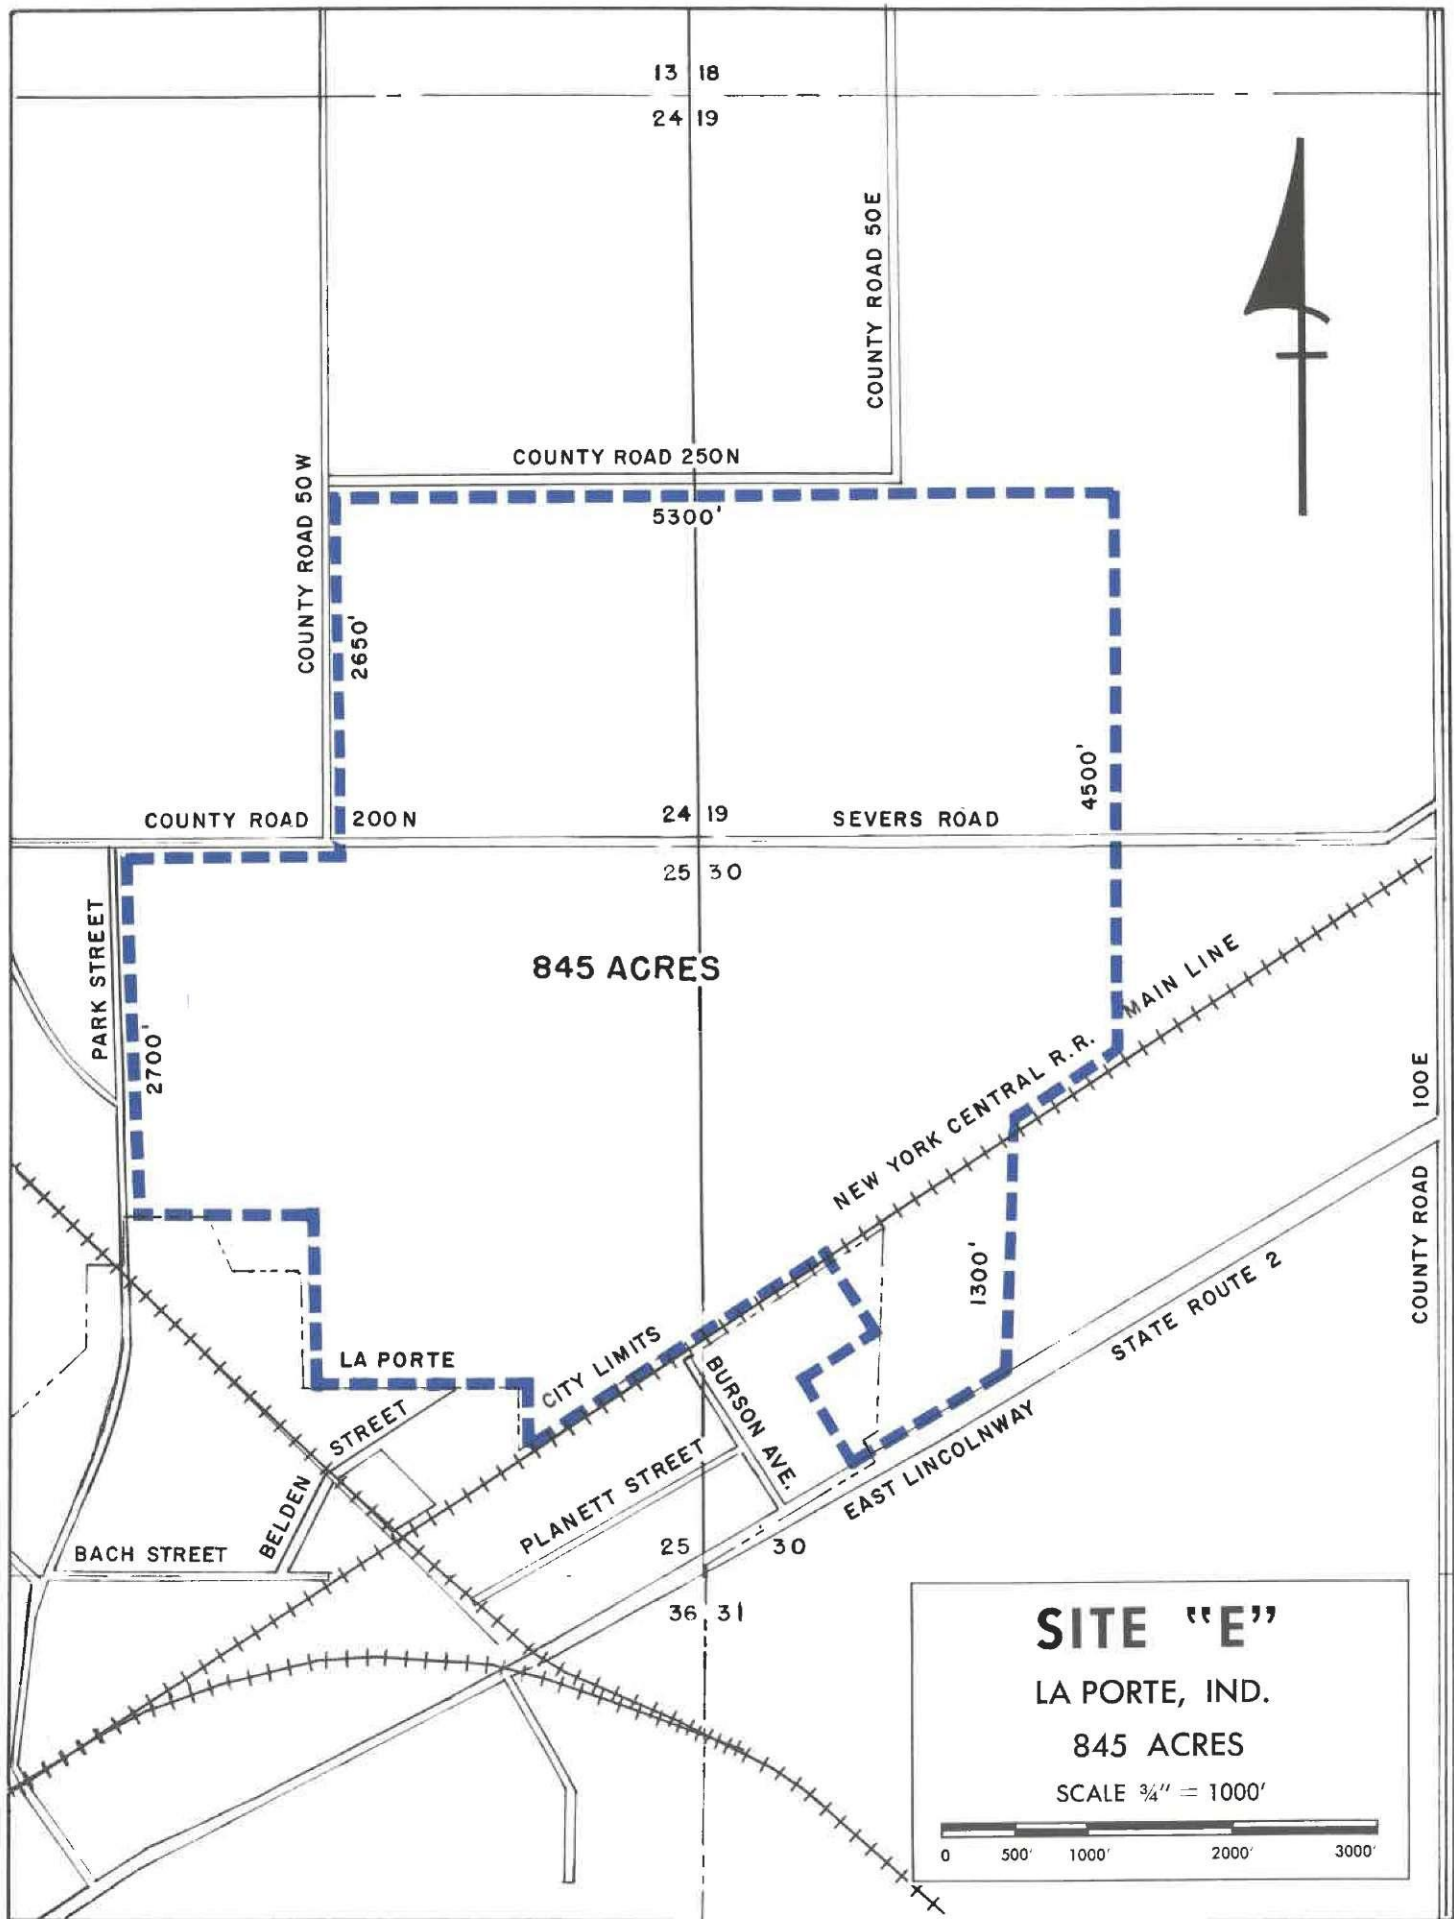 13 18
24 19
COUNTY ROAD 50E
COUNTY ROAD 250N
5300'
COUNTY ROAD 50W
2650'
4500'
COUNTY ROAD 200N
24 19
SEVERS ROAD
25 30
845 ACRES
PARK STREET
2700'
NEW YORK CENTRAL R.R. MAIN LINE
COUNTY ROAD 100E
1300'
STATE ROUTE 2
LA PORTE CITY LIMITS
BURSON AVE.
BELDEN STREET
PLANETT STREET
EAST LINCOLNWAY
BACH STREET
25 30
36 31
SITE "E"
LA PORTE, IND.
845 ACRES
SCALE ¾" = 1000'
0 500' 1000' 2000' 3000'